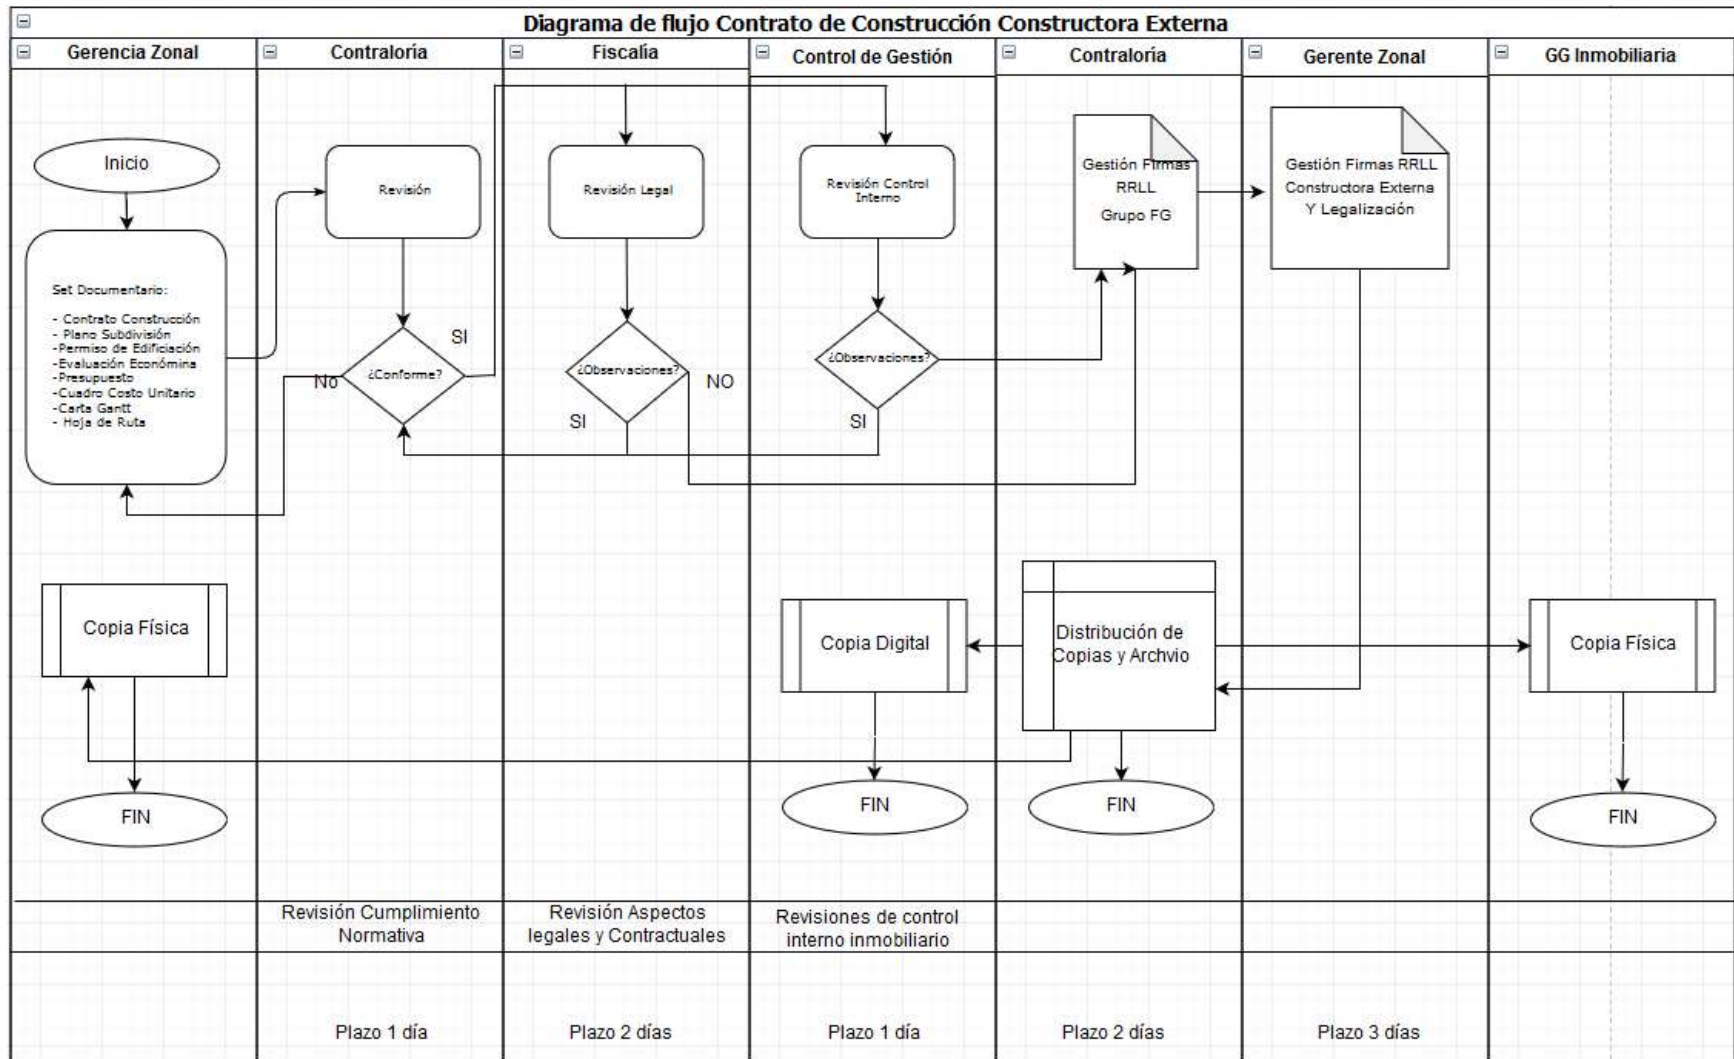 Diagrama de flujo Contrato de Construcción Constructora Externa
Gerencia Zonal
Contraloría
Fiscalía
Control de Gestión
Contraloría
Gerente Zonal
GG Inmobiliaria
Inicio
Set Documentario:
- Contrato Construcción
- Plano Subdivisión
-Permiso de Edificiación
-Evaluación Económina
-Presupuesto
-Cuadro Costo Unitario
-Carta Gantt
- Hoja de Ruta
Revisión
¿Conforme?
SI
No
Revisión Legal
¿Observaciones?
NO
SI
Revisión Control
Interno
¿Observaciones?
SI
Gestión Firmas
RRLL
Grupo FG
Gestión Firmas RRLL
Constructora Externa
Y Legalización
Copia Física
Copia Digital
Distribución de
Copias y Archvio
Copia Física
FIN
FIN
FIN
FIN
Revisión Cumplimiento
Normativa
Revisión Aspectos
legales y Contractuales
Revisiones de control
interno inmobiliario
Plazo 1 día
Plazo 2 días
Plazo 1 día
Plazo 2 días
Plazo 3 días